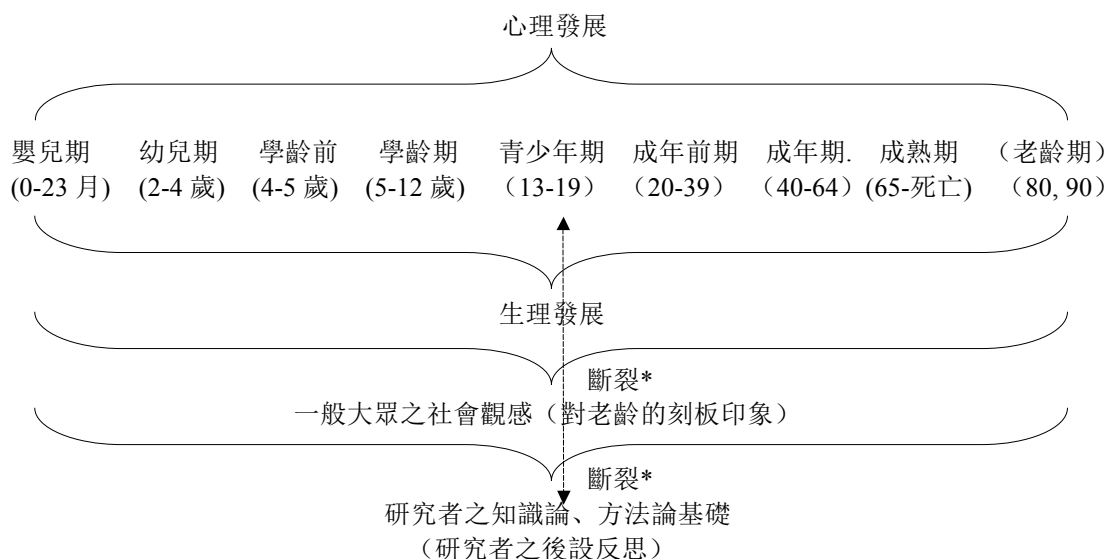 心理發展
嬰兒期 幼兒期 學齡前 學齡期 青少年期 成年前期 成年期. 成熟期 （老齡期）
(0-23 月) (2-4 歲) (4-5 歲) (5-12 歲) （13-19） （20-39） （40-64） (65-死亡) （80, 90）
生理發展
斷裂*
一般大眾之社會觀感（對老齡的刻板印象）
斷裂*
研究者之知識論、方法論基礎
（研究者之後設反思）